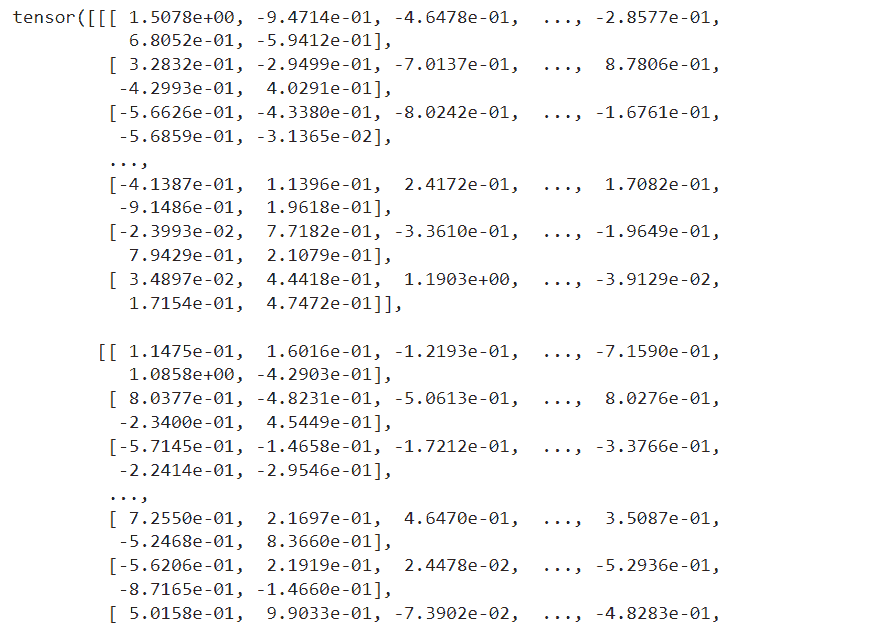 tensor([[[ 1.5078e+00, -9.4714e-01, -4.6478e-01,  ..., -2.8577e-01,
           6.8052e-01, -5.9412e-01],
         [ 3.2832e-01, -2.9499e-01, -7.0137e-01,  ...,  8.7806e-01,
          -4.2993e-01,  4.0291e-01],
         [-5.6626e-01, -4.3380e-01, -8.0242e-01,  ..., -1.6761e-01,
          -5.6859e-01, -3.1365e-02],
         ...,
         [-4.1387e-01,  1.1396e-01,  2.4172e-01,  ...,  1.7082e-01,
          -9.1486e-01,  1.9618e-01],
         [-2.3993e-02,  7.7182e-01, -3.3610e-01,  ..., -1.9649e-01,
           7.9429e-01,  2.1079e-01],
         [ 3.4897e-02,  4.4418e-01,  1.1903e+00,  ..., -3.9129e-02,
           1.7154e-01,  4.7472e-01]],

        [[ 1.1475e-01,  1.6016e-01, -1.2193e-01,  ..., -7.1590e-01,
           1.0858e+00, -4.2903e-01],
         [ 8.0377e-01, -4.8231e-01, -5.0613e-01,  ...,  8.0276e-01,
          -2.3400e-01,  4.5449e-01],
         [-5.7145e-01, -1.4658e-01, -1.7212e-01,  ..., -3.3766e-01,
          -2.2414e-01, -2.9546e-01],
         ...,
         [ 7.2550e-01,  2.1697e-01,  4.6470e-01,  ...,  3.5087e-01,
          -5.2468e-01,  8.3660e-01],
         [-5.6206e-01,  2.1919e-01,  2.4478e-02,  ..., -5.2936e-01,
          -8.7165e-01, -1.4660e-01],
         [ 5.0158e-01,  9.9033e-01, -7.3902e-02,  ..., -4.8283e-01,